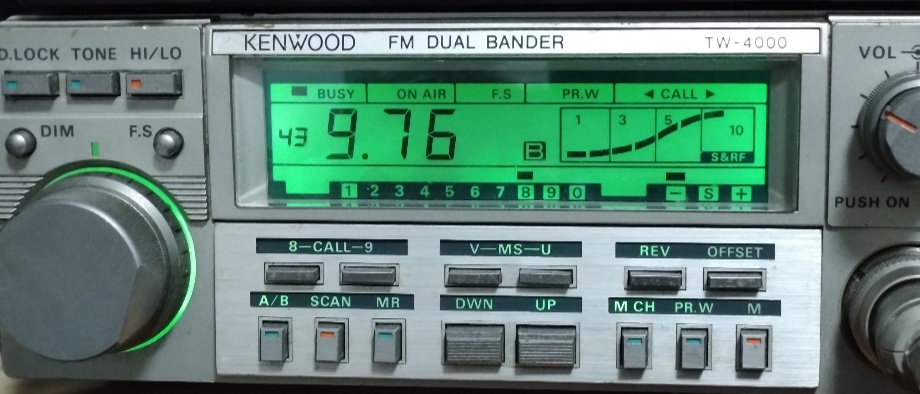 KENWOOD FM DUAL BANDER TW-4000
D.LOCK TONE HI/LO
DIM F.S
BUSY ON AIR F.S PR.W ◄ CALL ►
43 9.76 B
1 3 5 10
S&RF
1 2 3 4 5 6 7 8 9 0 − S +
VOL
PUSH ON
8—CALL—9 V—MS—U REV OFFSET
A/B SCAN MR DWN UP M CH PR.W M